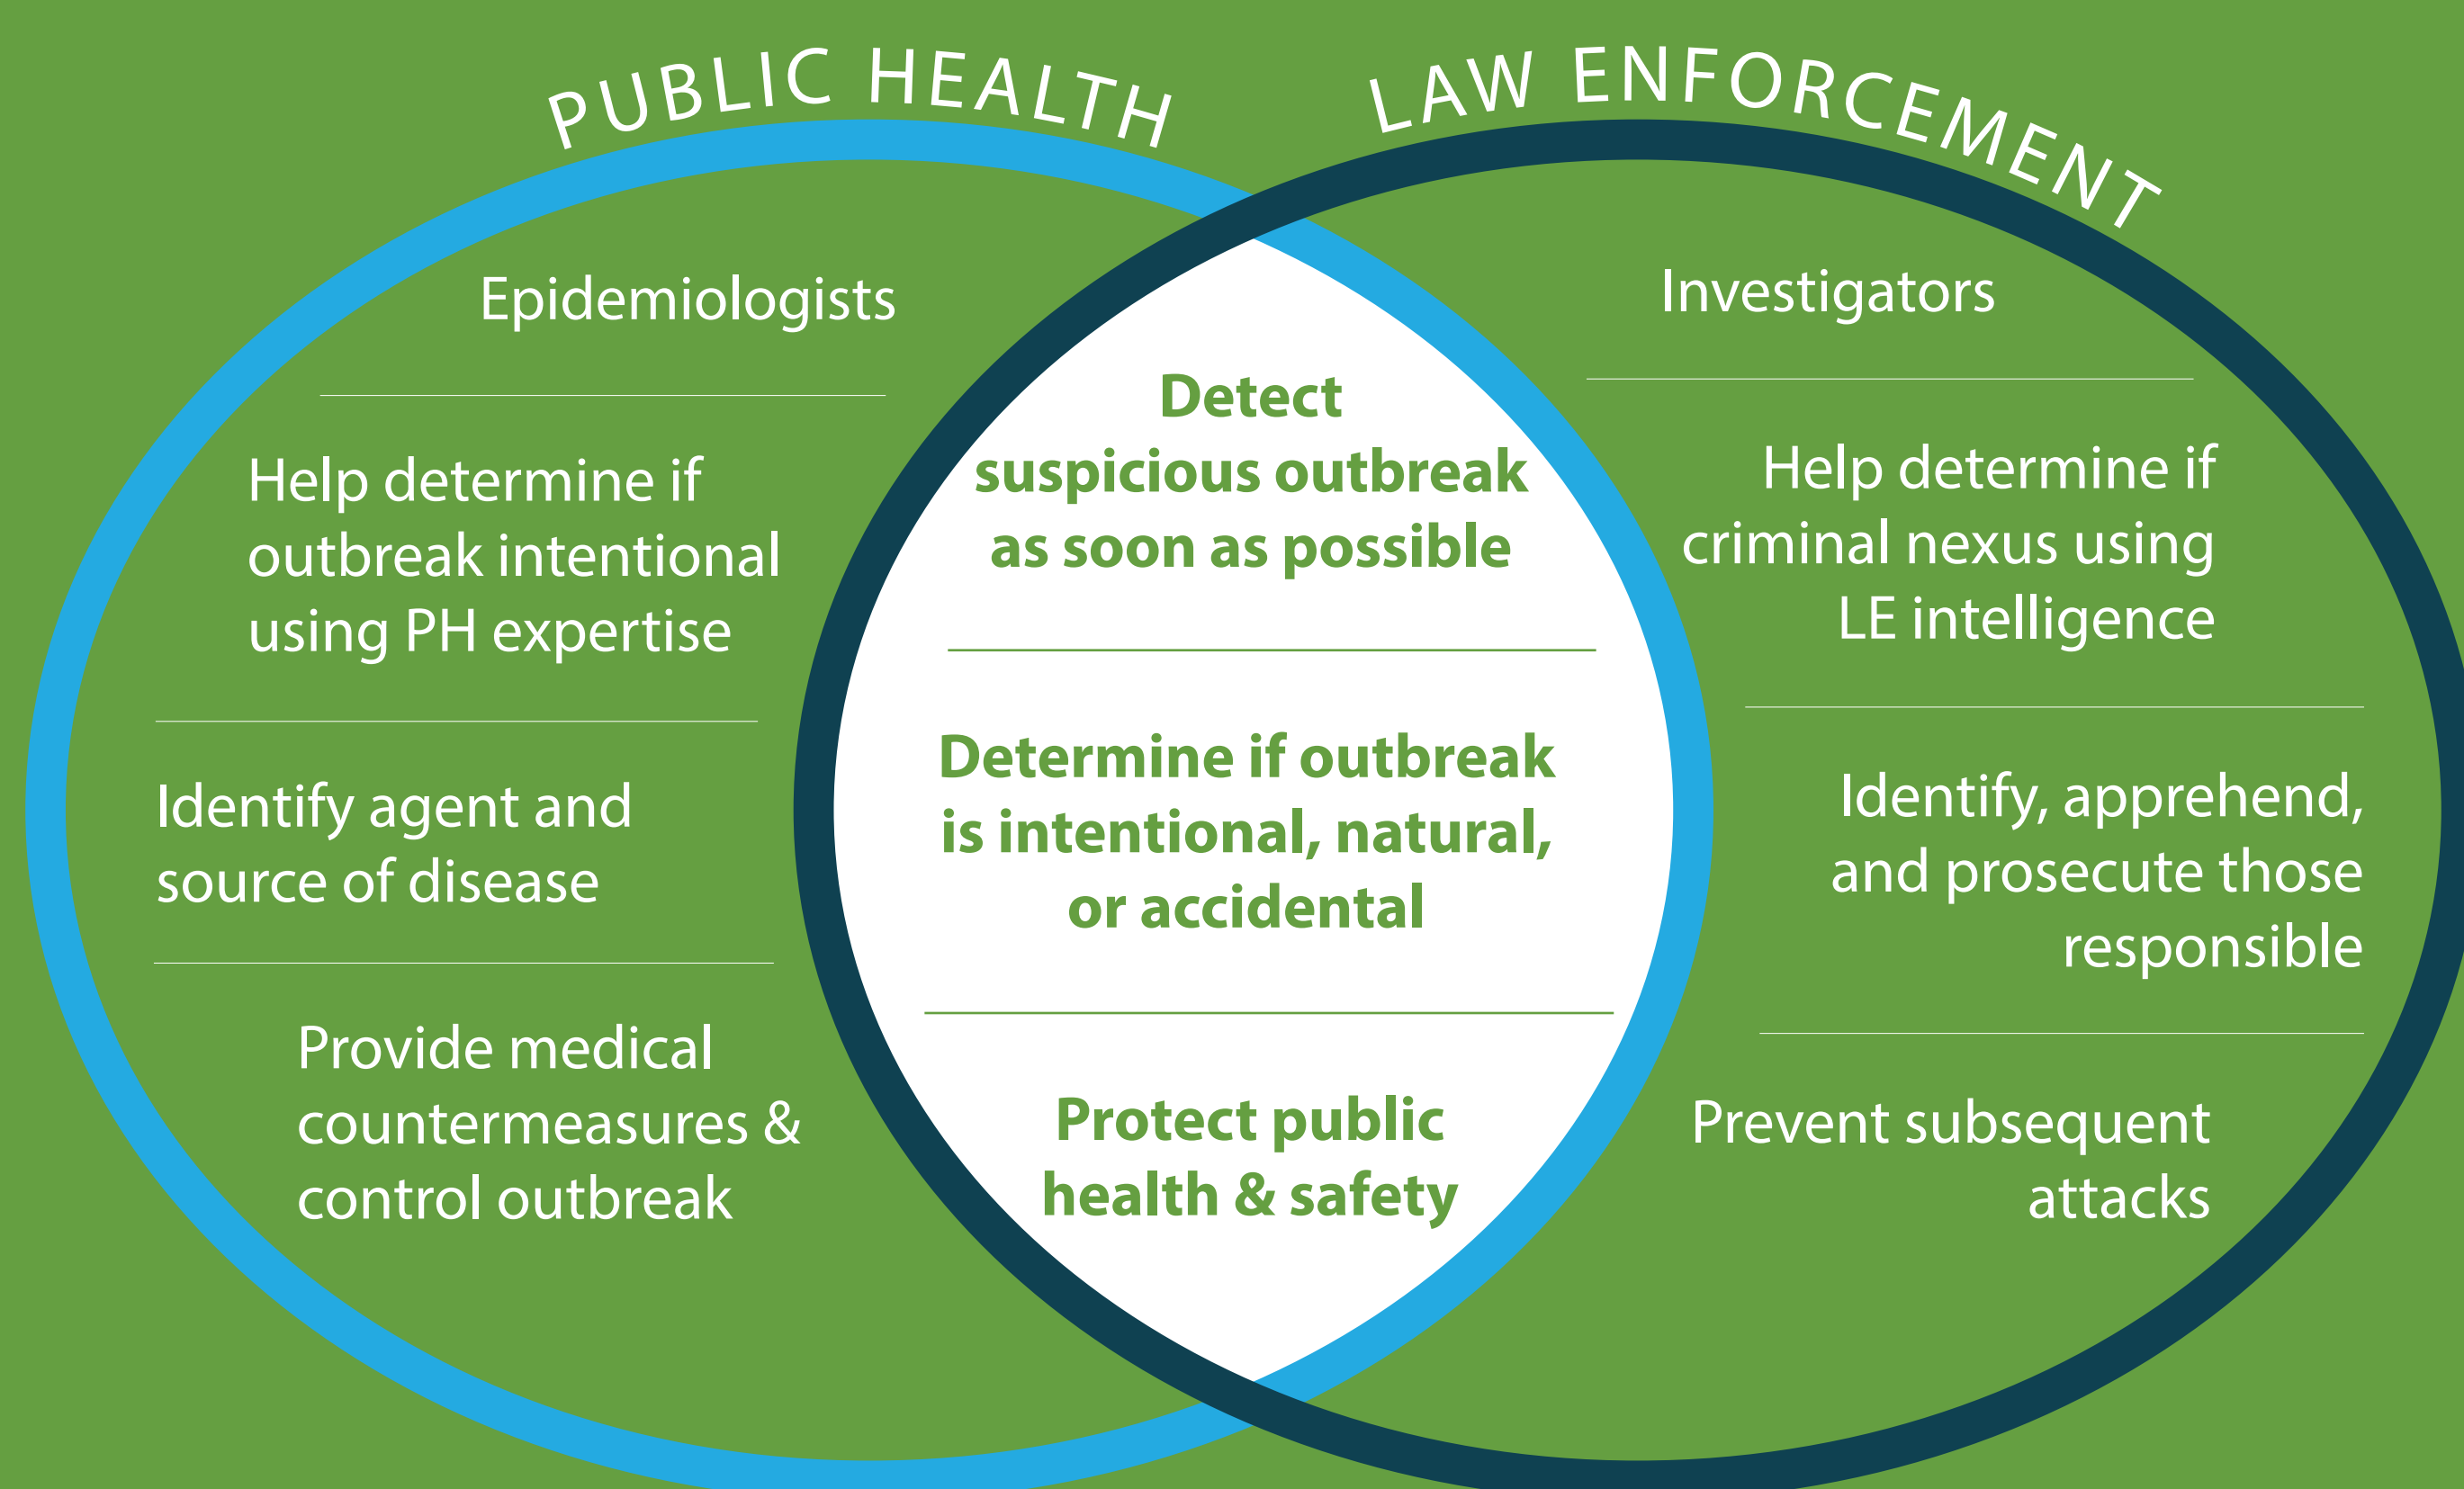 PUBLIC HEALTH
Epidemiologists
Help determine if
outbreak intentional
using PH expertise
Identify agent and
source of disease
Provide medical
countermeasures &
control outbreak
Detect
suspicious outbreak
as soon as possible
Determine if outbreak
is intentional, natural,
or accidental
Protect public
health & safety
LAW ENFORCEMENT
Investigators
Help determine if
criminal nexus using
LE intelligence
Identify, apprehend,
and prosecute those
responsible
Prevent subsequent
attacks